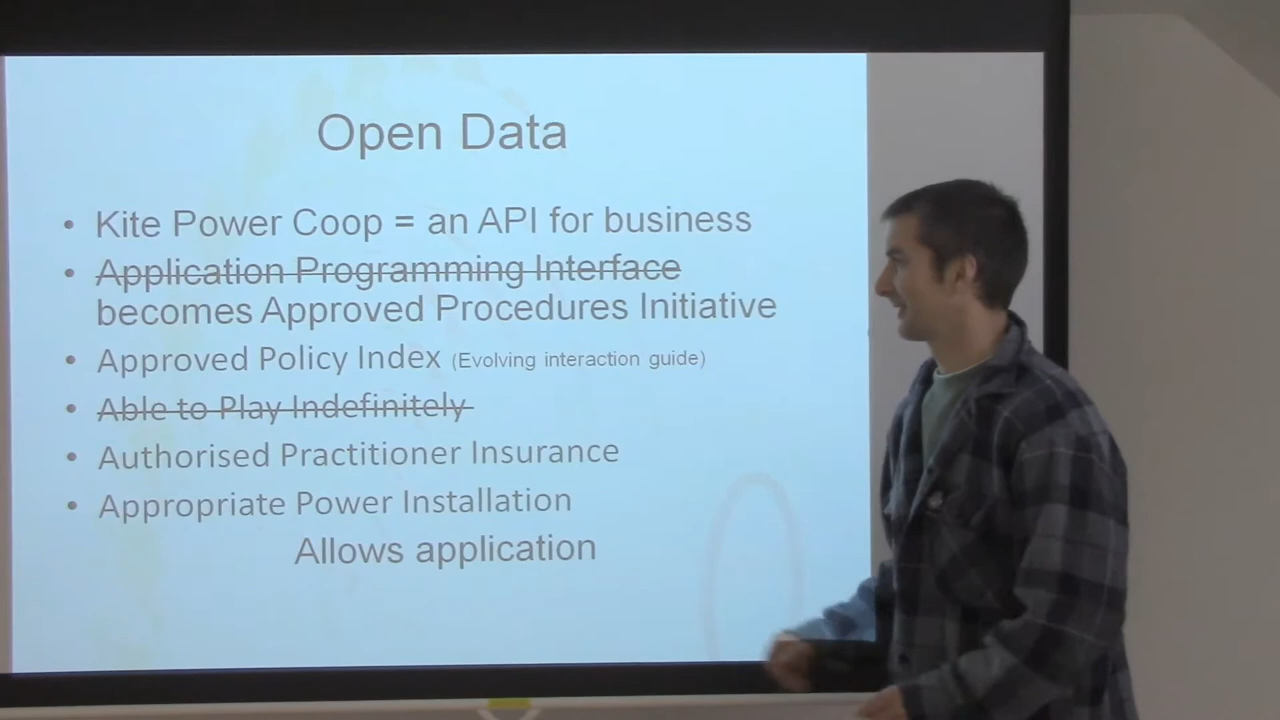 Open Data
• Kite Power Coop = an API for business
• Application Programming Interface
becomes Approved Procedures Initiative
• Approved Policy Index (Evolving interaction guide)
• Able to Play Indefinitely
• Authorised Practitioner Insurance
• Appropriate Power Installation
Allows application